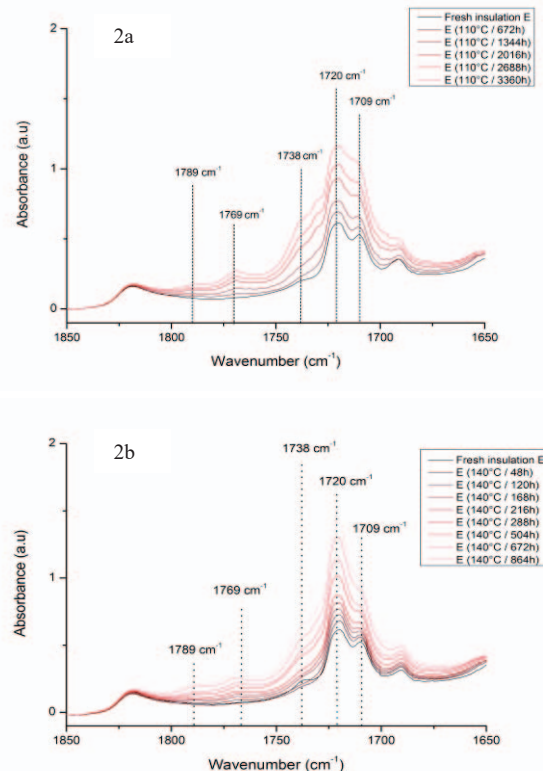 2a
Fresh insulation E
E (110°C / 672h)
E (110°C / 1344h)
E (110°C / 2016h)
E (110°C / 2688h)
E (110°C / 3360h)
1720 cm⁻¹
1709 cm⁻¹
1738 cm⁻¹
1789 cm⁻¹
1769 cm⁻¹
Absorbance (a.u)
2
1
0
1850 1800 1750 1700 1650
Wavenumber (cm⁻¹)
2b
Fresh insulation E
E (140°C / 48h)
E (140°C / 120h)
E (140°C / 168h)
E (140°C / 216h)
E (140°C / 288h)
E (140°C / 504h)
E (140°C / 672h)
E (140°C / 864h)
1738 cm⁻¹
1720 cm⁻¹
1709 cm⁻¹
1769 cm⁻¹
1789 cm⁻¹
Absorbance (a.u)
2
1
0
1850 1800 1750 1700 1650
Wavenumber (cm⁻¹)